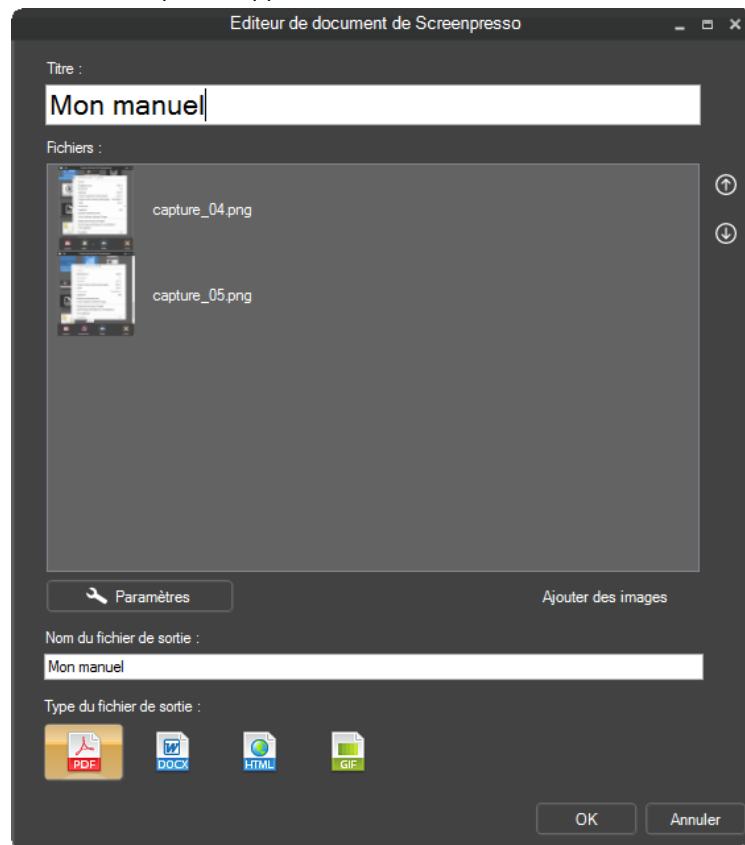 Editeur de document de Screenpresso
Titre :
Mon manuel
Fichiers :
capture_04.png
capture_05.png
Paramètres
Ajouter des images
Nom du fichier de sortie :
Mon manuel
Type du fichier de sortie :
PDF
DOCX
HTML
GIF
OK
Annuler